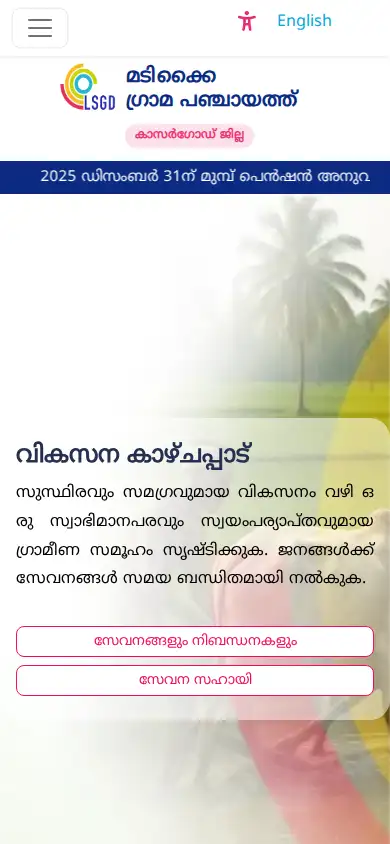 English
LSGD
മടിക്കൈ
ഗ്രാമ പഞ്ചായത്ത്
കാസർഗോഡ് ജില്ല
2025 ഡിസംബർ 31ന് മുമ്പ് പെൻഷൻ
വികസന കാഴ്ചപ്പാട്
സുസ്ഥിരവും സമഗ്രവുമായ വികസനം വഴി ഒ
രു സ്വാഭിമാനപരവും സ്വയംപര്യാപ്തവുമായ
ഗ്രാമീണ സമൂഹം സൃഷ്ടിക്കുക. ജനങ്ങൾക്ക്
സേവനങ്ങൾ സമയ ബന്ധിതമായി നൽകുക.
സേവനങ്ങളും നിബന്ധനകളും
സേവന സഹായി